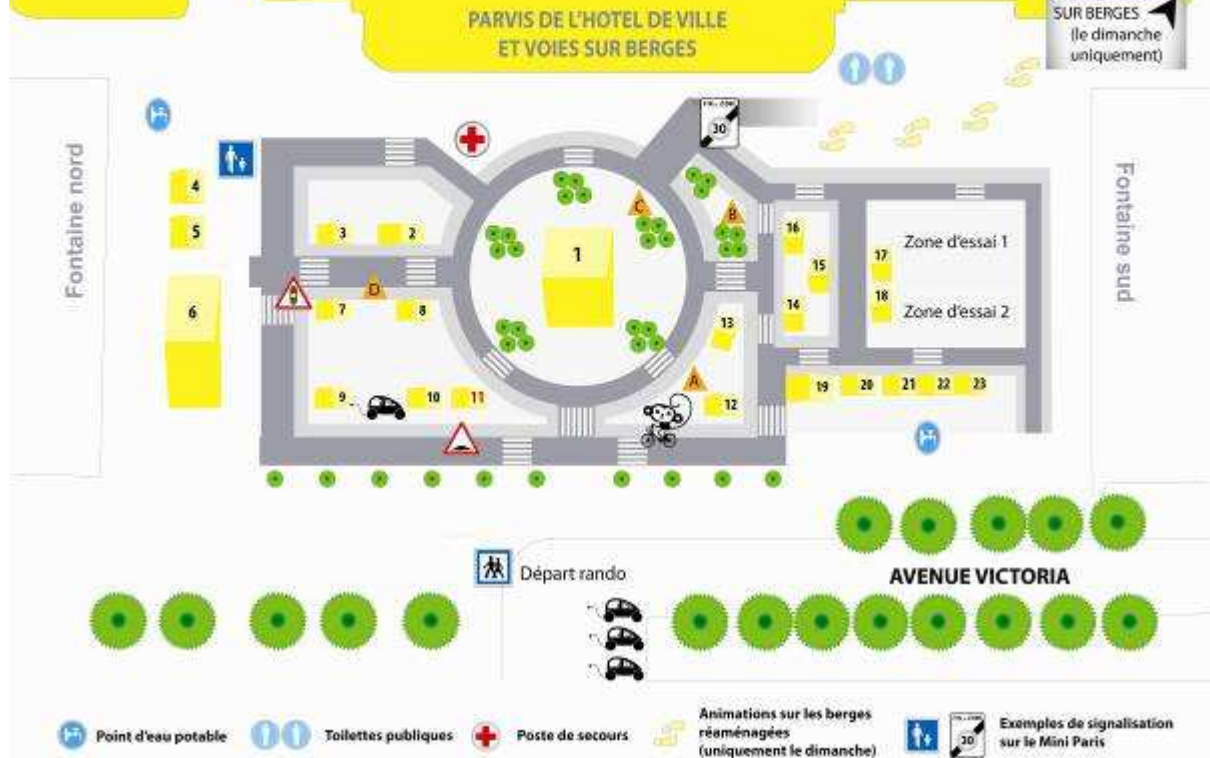 PARVIS DE L'HOTEL DE VILLE
ET VOIES SUR BERGES
SUR BERGES
(le dimanche
uniquement)
Fontaine nord
Fontaine sud
30
4
5
6
3
2
C
B
1
16
15
14
17
18
Zone d'essai 1
Zone d'essai 2
D
7
8
13
A
9
10
11
12
19
20
21
22
23
Départ rando
AVENUE VICTORIA
Point d'eau potable
Toilettes publiques
Poste de secours
Animations sur les berges
réaménagées
(uniquement le dimanche)
30
Exemples de signalisation
sur le Mini Paris